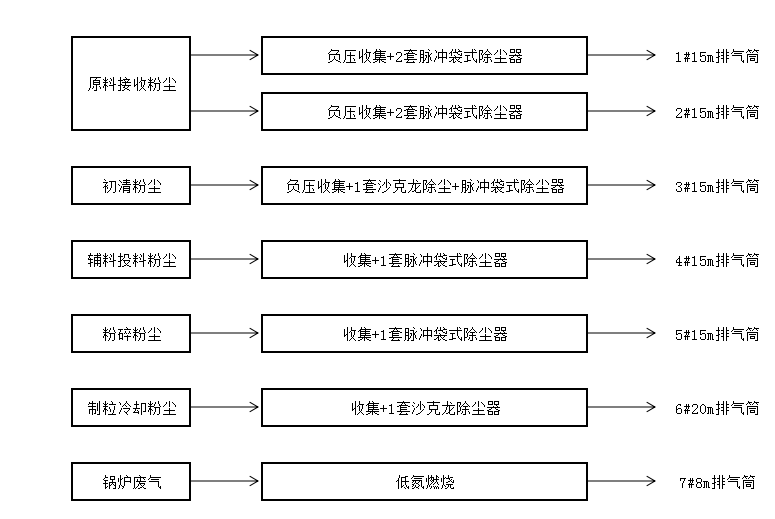 原料接收粉尘
负压收集+2套脉冲袋式除尘器
1#15m排气筒
负压收集+2套脉冲袋式除尘器
2#15m排气筒
初清粉尘
负压收集+1套沙克龙除尘+脉冲袋式除尘器
3#15m排气筒
辅料投料粉尘
收集+1套脉冲袋式除尘器
4#15m排气筒
粉碎粉尘
收集+1套脉冲袋式除尘器
5#15m排气筒
制粒冷却粉尘
收集+1套沙克龙除尘器
6#20m排气筒
锅炉废气
低氮燃烧
7#8m排气筒